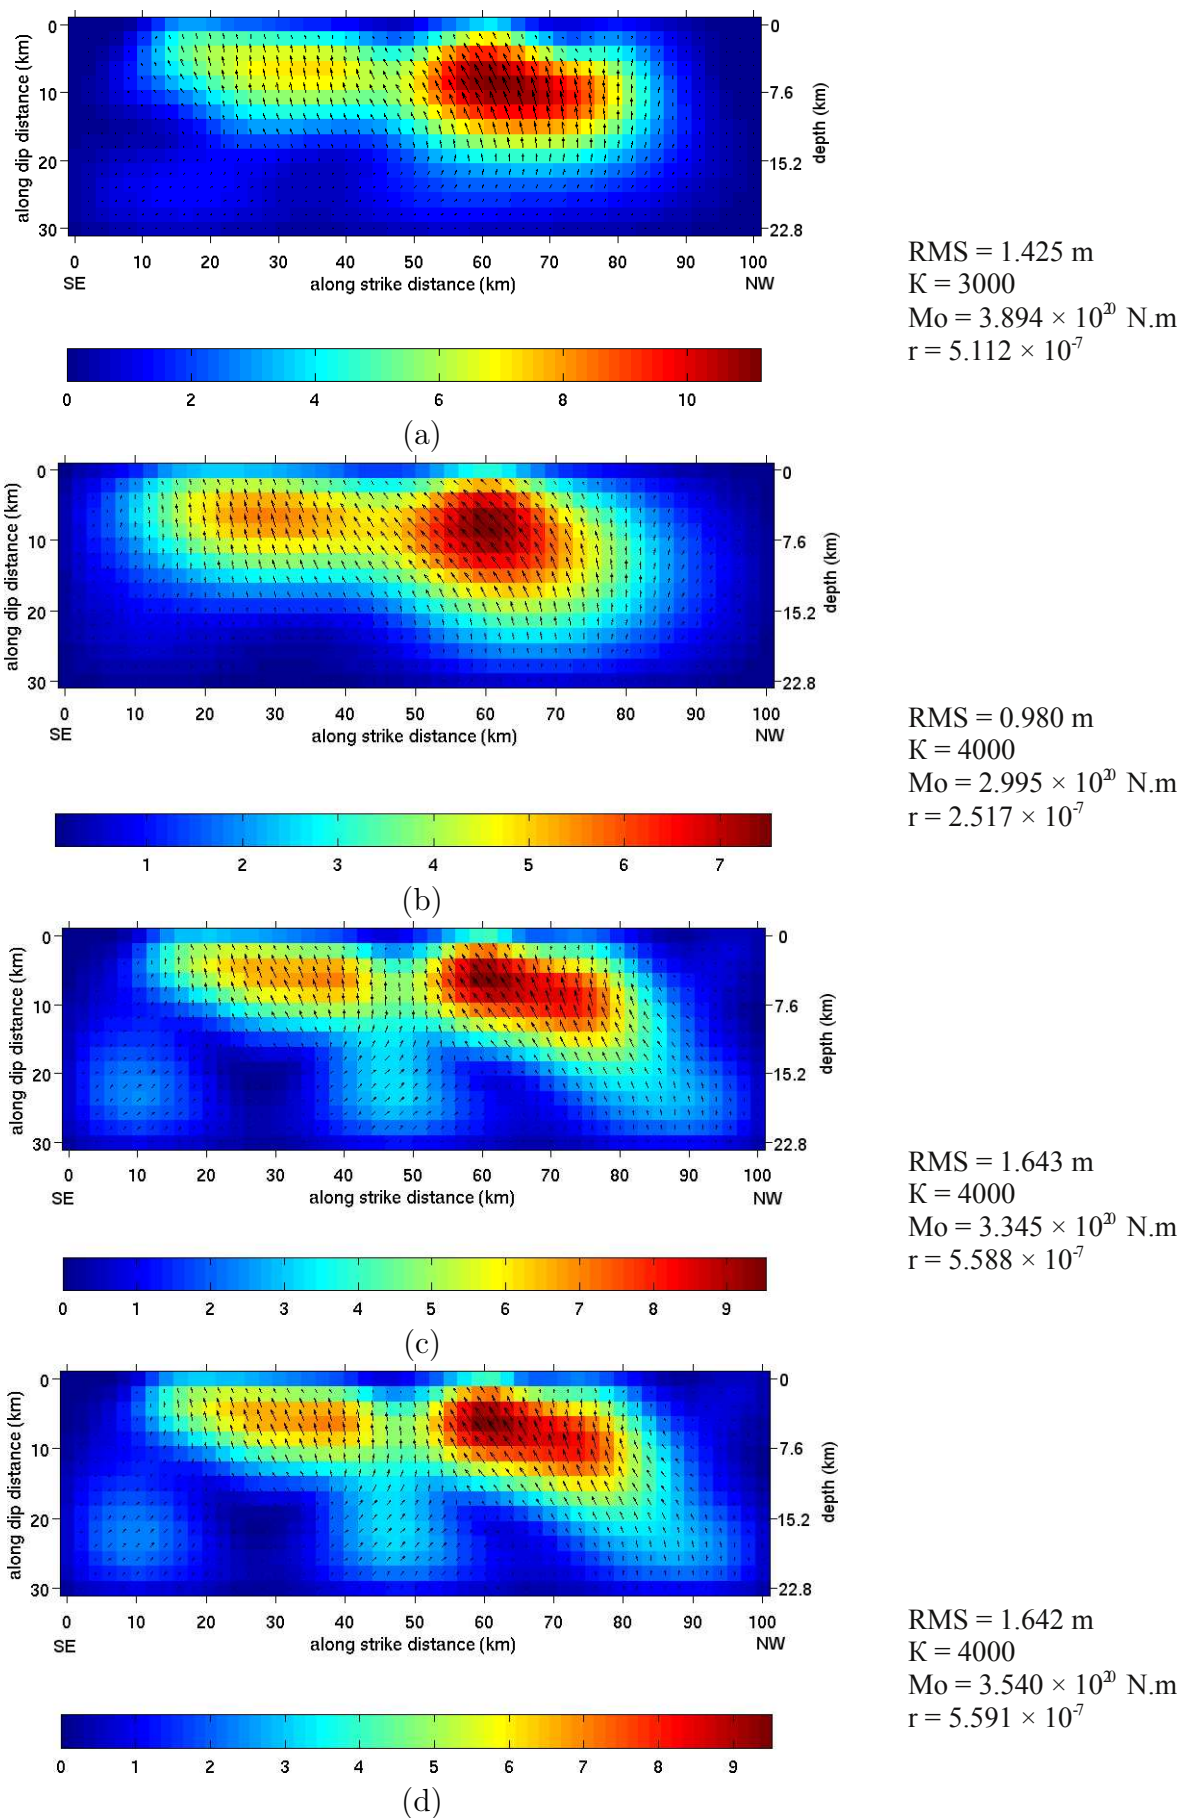 0
10
20
30
along dip distance (km)
0
7.6
15.2
22.8
depth (km)
0 10 20 30 40 50 60 70 80 90 100
SE along strike distance (km) NW
0 2 4 6 8 10
RMS = 1.425 m
K = 3000
Mo = 3.894 × 10²⁰ N.m
r = 5.112 × 10⁻⁷
(a)
0
10
20
30
along dip distance (km)
0
7.6
15.2
22.8
depth (km)
0 10 20 30 40 50 60 70 80 90 100
SE along strike distance (km) NW
1 2 3 4 5 6 7
RMS = 0.980 m
K = 4000
Mo = 2.995 × 10²⁰ N.m
r = 2.517 × 10⁻⁷
(b)
0
10
20
30
along dip distance (km)
0
7.6
15.2
22.8
depth (km)
0 10 20 30 40 50 60 70 80 90 100
SE along strike distance (km) NW
0 1 2 3 4 5 6 7 8 9
RMS = 1.643 m
K = 4000
Mo = 3.345 × 10²⁰ N.m
r = 5.588 × 10⁻⁷
(c)
0
10
20
30
along dip distance (km)
0
7.6
15.2
22.8
depth (km)
0 10 20 30 40 50 60 70 80 90 100
SE along strike distance (km) NW
0 1 2 3 4 5 6 7 8 9
RMS = 1.642 m
K = 4000
Mo = 3.540 × 10²⁰ N.m
r = 5.591 × 10⁻⁷
(d)